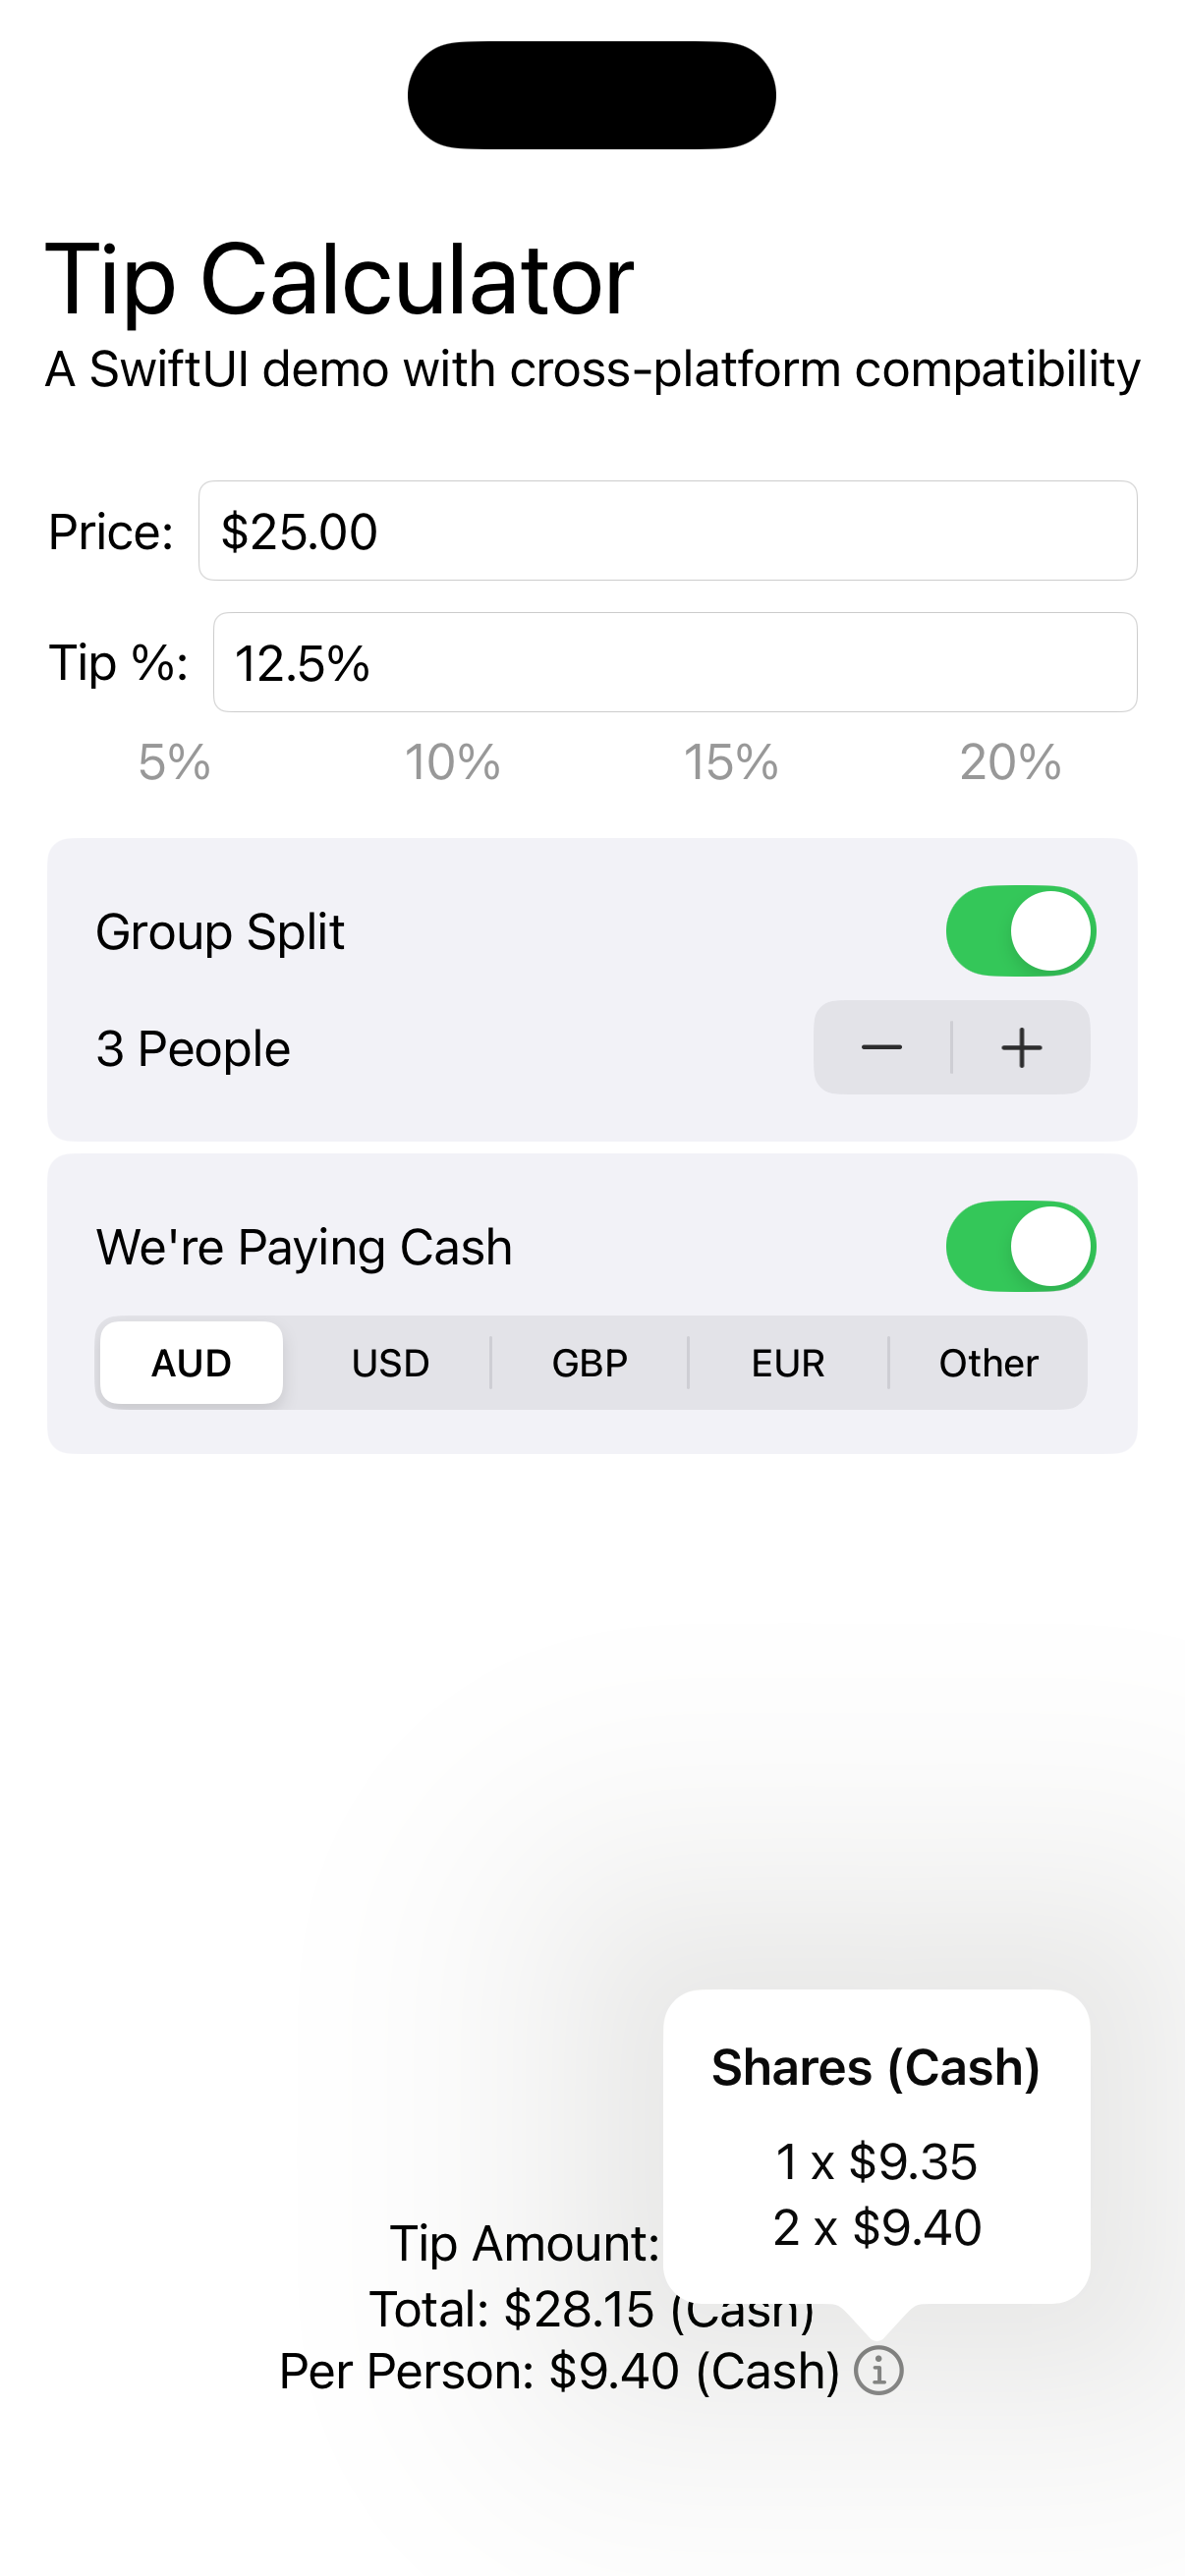 Tip Calculator
A SwiftUI demo with cross-platform compatibility
Price: $25.00
Tip %: 12.5%
5% 10% 15% 20%
Group Split
3 People
We're Paying Cash
AUD USD GBP EUR Other
Shares (Cash)
1 x $9.35
2 x $9.40
Tip Amount:
Total: $28.15 (Cash)
Per Person: $9.40 (Cash)